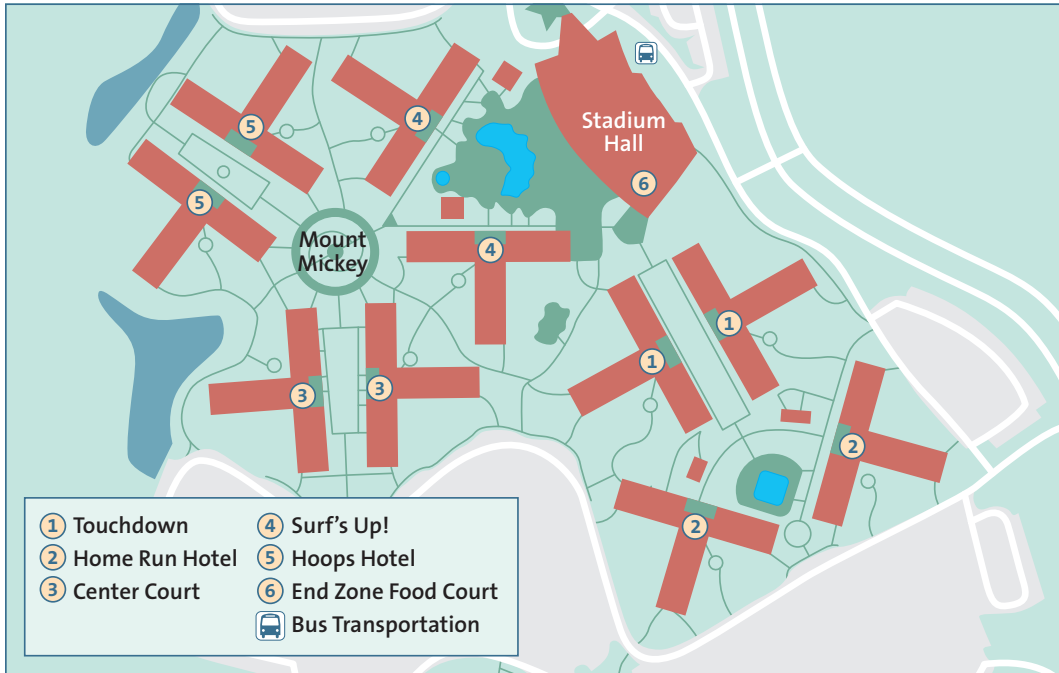 Stadium
Hall
6
5
4
5
Mount
Mickey
4
1
1
3
3
2
2
1 Touchdown
2 Home Run Hotel
3 Center Court
4 Surf's Up!
5 Hoops Hotel
6 End Zone Food Court
Bus Transportation